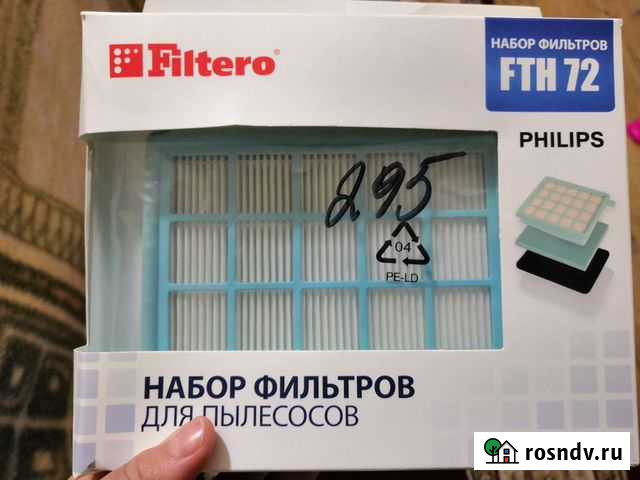 Filtero
НАБОР ФИЛЬТРОВ
FTH 72
PHILIPS
295
04
PE-LD
НАБОР ФИЛЬТРОВ
ДЛЯ ПЫЛЕСОСОВ
rosndv.ru